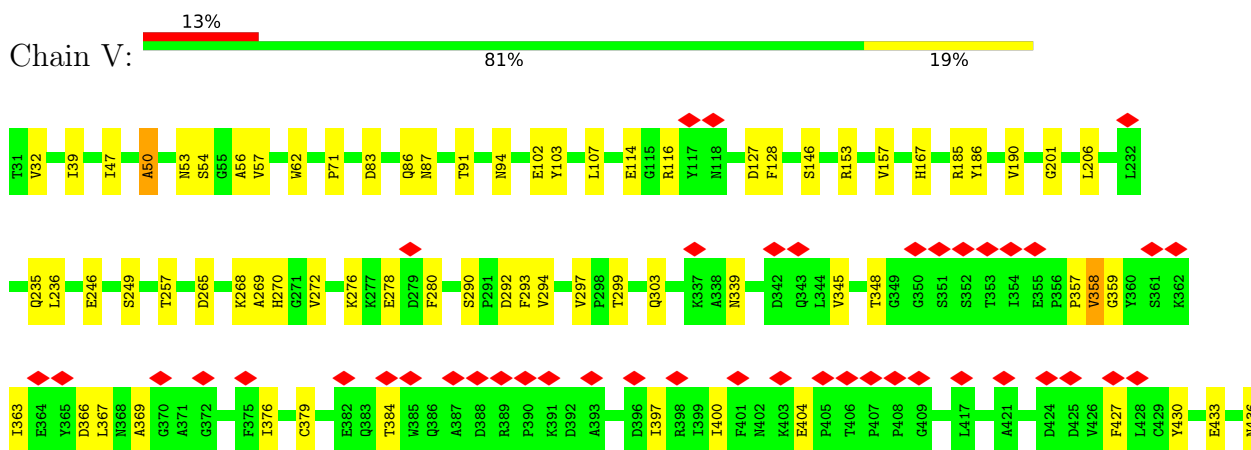 13%
Chain V:
81%
19%
T31 V32 I39 I47 A50 N53 S54 G55 A56 V57 W62 P71 D83 Q86 N87 T91 N94 E102 Y103 L107 E114 G115 R116 Y117 N118 D127 F128 S146 R153 V157 H167 R185 Y186 V190 G201 L206 L232
Q235 L236 E246 S249 T257 D265 K268 A269 H270 G271 V272 K276 K277 E278 D279 F280 S290 P291 D292 F293 V294 V297 P298 T299 Q303 K337 A338 N339 D342 Q343 L344 V345 T348 G349 G350 S351 S352 T353 I354 E355 P356 P357 V358 G359 Y360 S361 K362
I363 E364 Y365 D366 L367 N368 A369 G370 A371 G372 F375 I376 C379 E382 Q383 T384 W385 Q386 A387 D388 R389 P390 K391 D392 A393 D396 I397 R398 I399 I400 F401 N402 K403 E404 P405 T406 P407 P408 G409 L417 A421 D424 D425 V426 F427 L428 C429 Y430 E433 N436